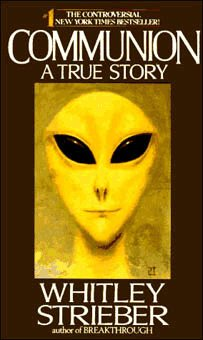 #1 THE CONTROVERSIAL
NEW YORK TIMES BESTSELLER!
COMMUNION
A TRUE STORY
WHITLEY
STRIEBER
author of BREAKTHROUGH